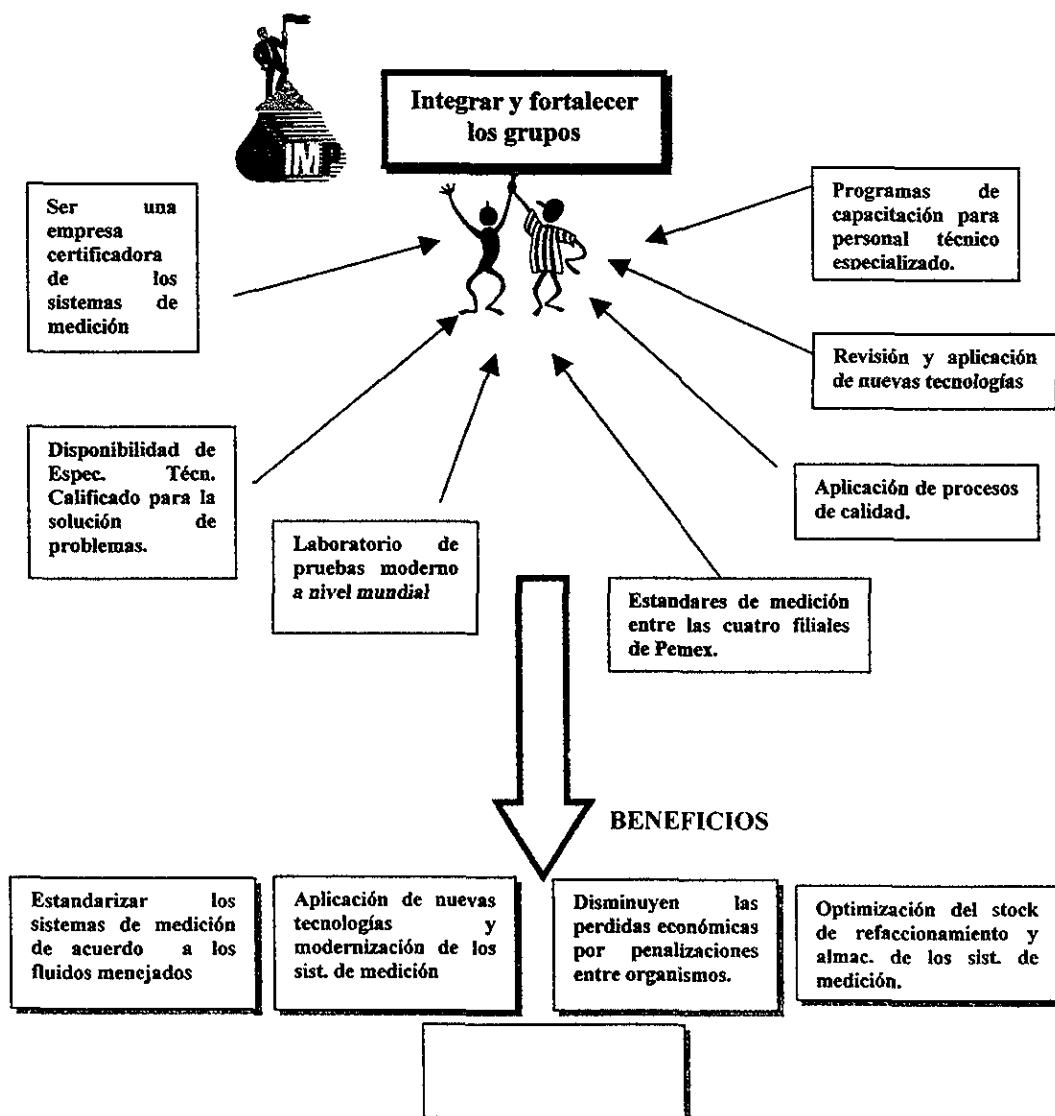 IMP
Integrar y fortalecer
los grupos
Ser una
empresa
certificadora
de los
sistemas de
medición
Programas de
capacitación para
personal técnico
especializado.
Revisión y aplicación
de nuevas tecnologías
Disponibilidad de
Espec. Técn.
Calificado para la
solución de
problemas.
Aplicación de procesos
de calidad.
Laboratorio de
pruebas moderno
a nivel mundial
Estandares de medición
entre las cuatro filiales
de Pemex.
BENEFICIOS
Estandarizar los
sistemas de medición
de acuerdo a los
fluidos menejados
Aplicación de nuevas
tecnologías y
modernización de los
sist. de medición
Disminuyen las
perdidas económicas
por penalizaciones
entre organismos.
Optimización del stock
de refaccionamiento y
almac. de los sist. de
medición.